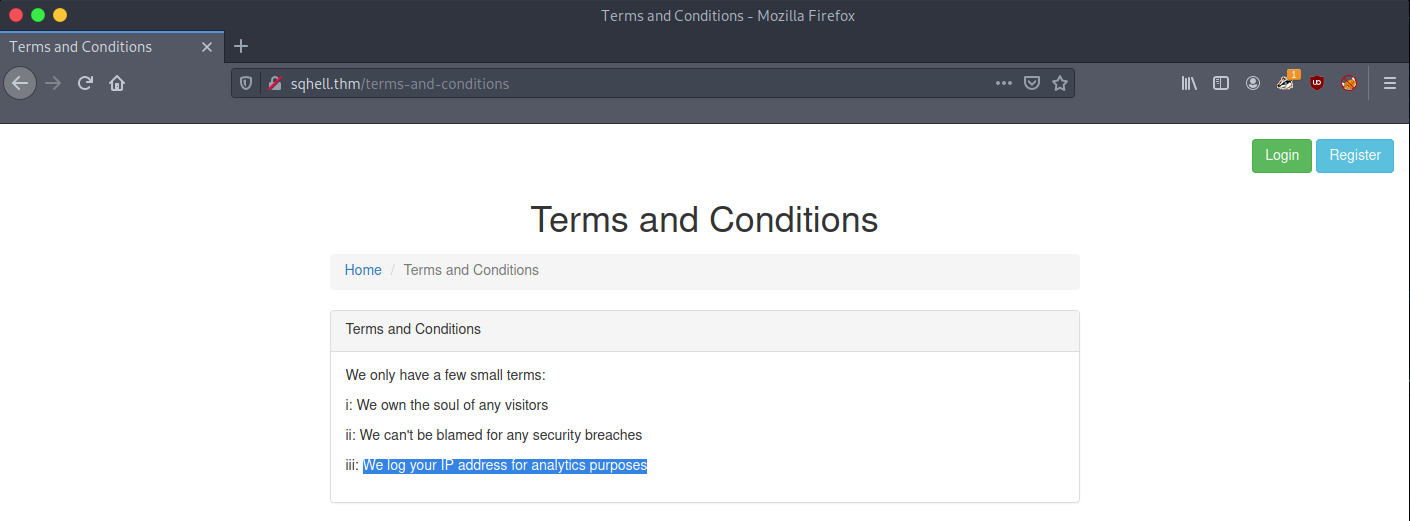 Terms and Conditions - Mozilla Firefox
Terms and Conditions
sqhell.thm/terms-and-conditions
1
Login Register
Terms and Conditions
Home / Terms and Conditions
Terms and Conditions
We only have a few small terms:
i: We own the soul of any visitors
ii: We can't be blamed for any security breaches
iii: We log your IP address for analytics purposes